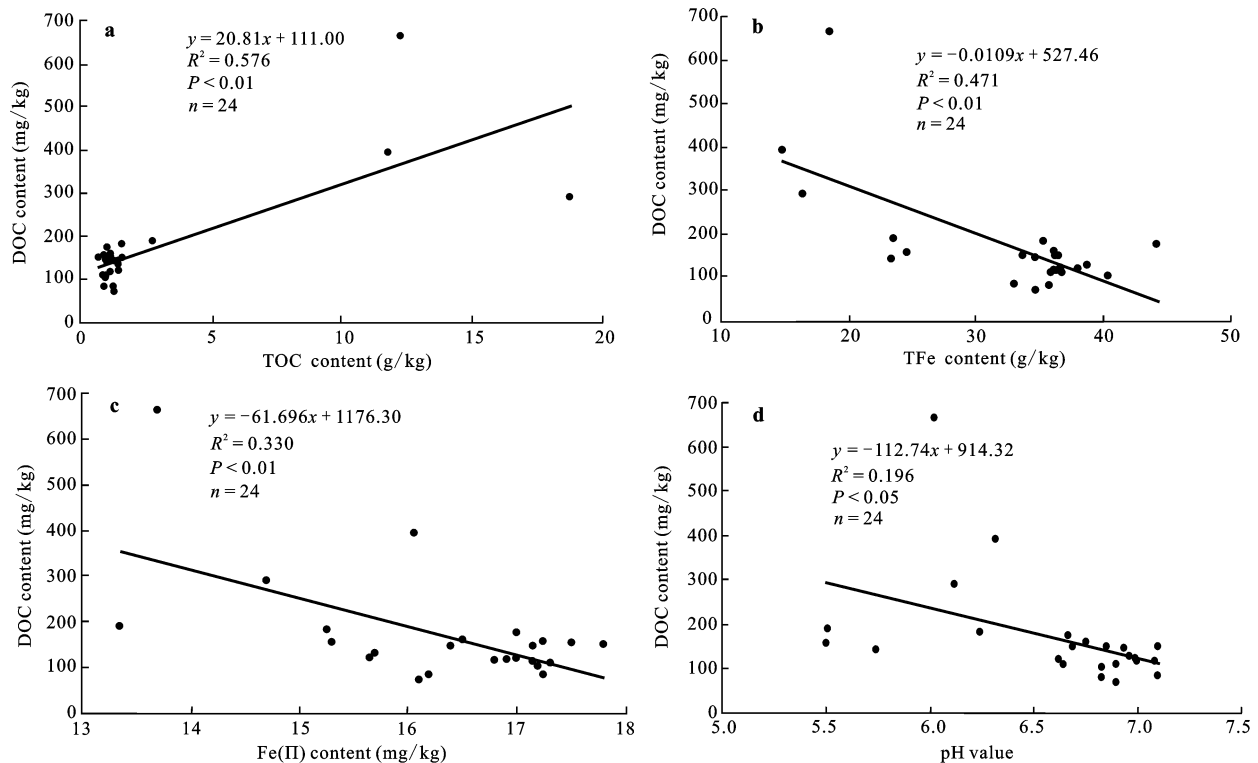 a
y = 20.81x + 111.00
R² = 0.576
P < 0.01
n = 24
DOC content (mg/kg)
700
600
500
400
300
200
100
0
0 5 10 15 20
TOC content (g/kg)
b
y = −0.0109x + 527.46
R² = 0.471
P < 0.01
n = 24
DOC content (mg/kg)
700
600
500
400
300
200
100
0
10 20 30 40 50
TFe content (g/kg)
c
y = −61.696x + 1176.30
R² = 0.330
P < 0.01
n = 24
DOC content (mg/kg)
700
600
500
400
300
200
100
0
13 14 15 16 17 18
Fe(Π) content (mg/kg)
d
y = −112.74x + 914.32
R² = 0.196
P < 0.05
n = 24
DOC content (mg/kg)
700
600
500
400
300
200
100
0
5.0 5.5 6.0 6.5 7.0 7.5
pH value